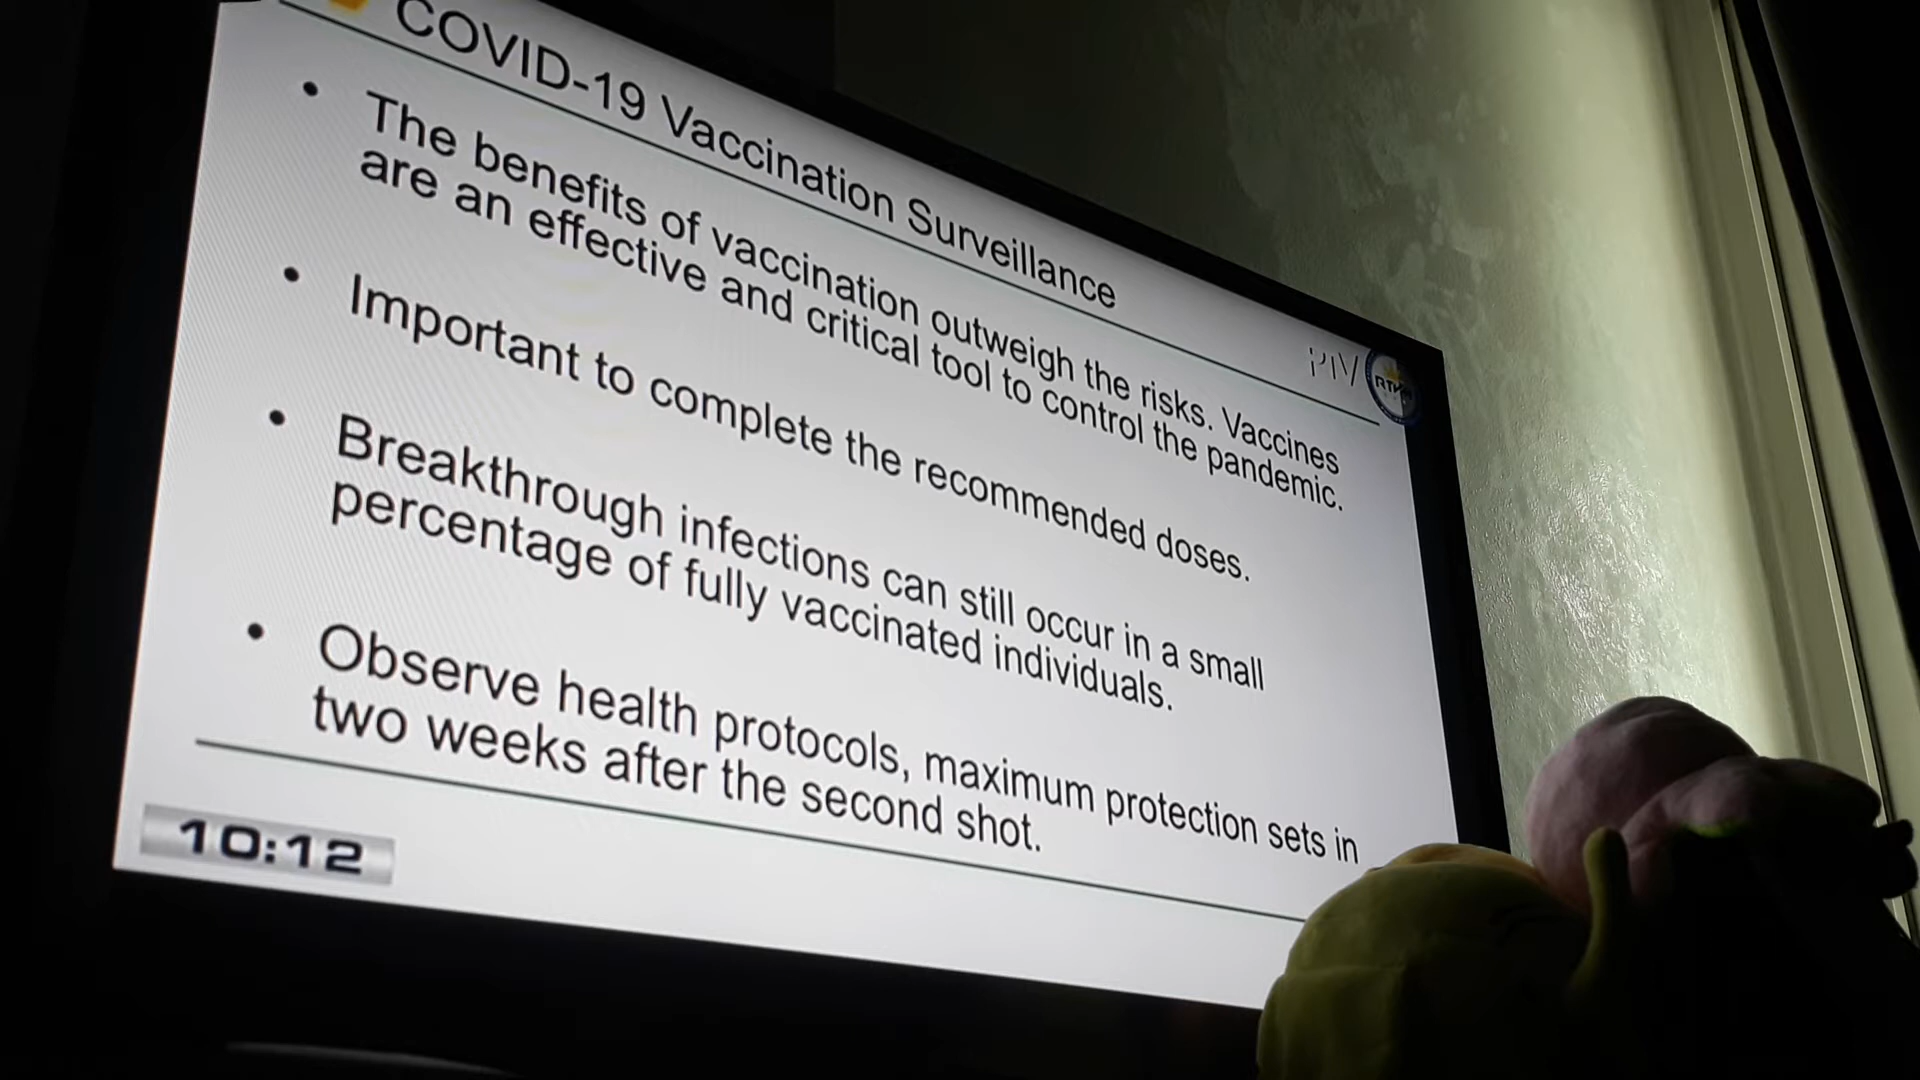 COVID-19 Vaccination Surveillance
PTV
RTVM
• The benefits of vaccination outweigh the risks. Vaccines
are an effective and critical tool to control the pandemic.
• Important to complete the recommended doses.
• Breakthrough infections can still occur in a small
percentage of fully vaccinated individuals.
• Observe health protocols, maximum protection sets in
two weeks after the second shot.
10:12